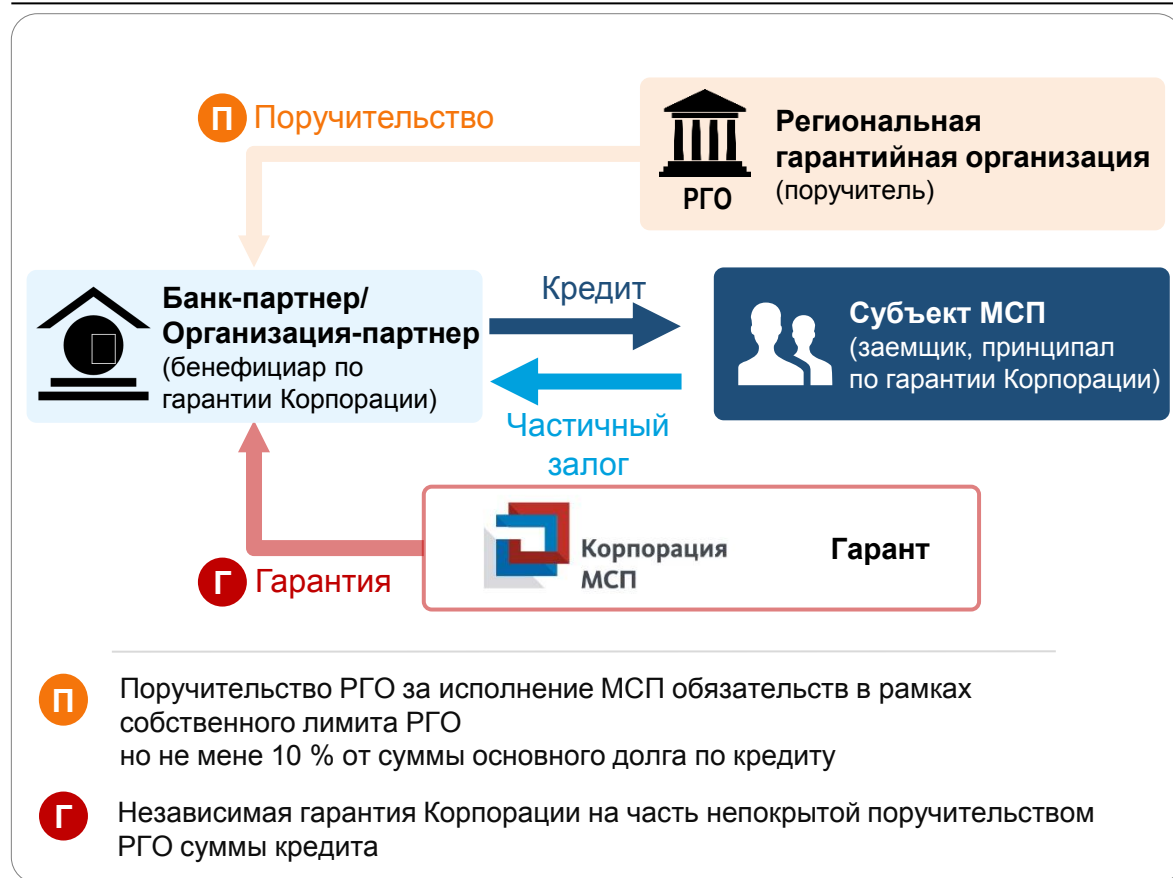 П Поручительство
Региональная
гарантийная организация
(поручитель)
РГО
Банк-партнер/
Организация-партнер
(бенефициар по
гарантии Корпорации)
Кредит
Субъект МСП
(заемщик, принципал
по гарантии Корпорации)
Частичный
залог
Корпорация
МСП
Гарант
Г Гарантия
П
Поручительство РГО за исполнение МСП обязательств в рамках
собственного лимита РГО
но не мене 10 % от суммы основного долга по кредиту
Г
Независимая гарантия Корпорации на часть непокрытой поручительством
РГО суммы кредита